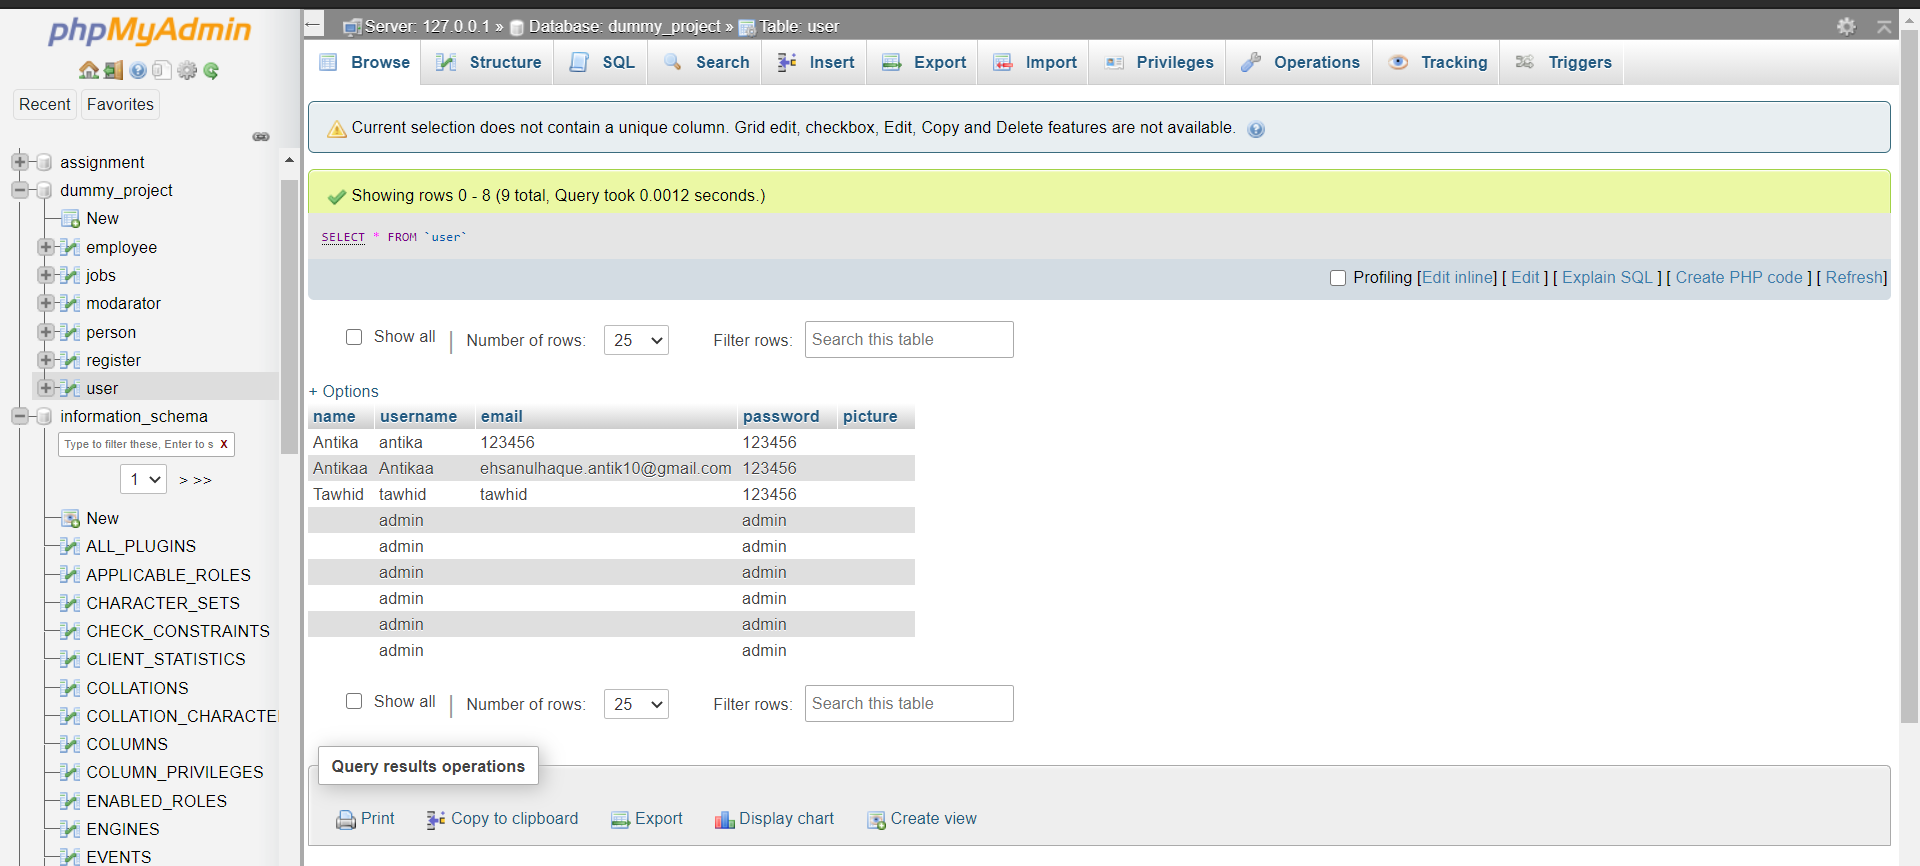 phpMyAdmin
Recent Favorites
assignment
dummy_project
New
employee
jobs
modarator
person
register
user
information_schema
Type to filter these, Enter to s X
1 > >>
New
ALL_PLUGINS
APPLICABLE_ROLES
CHARACTER_SETS
CHECK_CONSTRAINTS
CLIENT_STATISTICS
COLLATIONS
COLLATION_CHARACTE
COLUMNS
COLUMN_PRIVILEGES
ENABLED_ROLES
ENGINES
EVENTS
Server: 127.0.0.1 » Database: dummy_project » Table: user
Browse Structure SQL Search Insert Export Import Privileges Operations Tracking Triggers
Current selection does not contain a unique column. Grid edit, checkbox, Edit, Copy and Delete features are not available.
Showing rows 0 - 8 (9 total, Query took 0.0012 seconds.)
SELECT * FROM `user`
Profiling [Edit inline] [ Edit ] [ Explain SQL ] [ Create PHP code ] [ Refresh]
Show all | Number of rows: 25 Filter rows: Search this table
+ Options
name username email password picture
Antika antika 123456 123456
Antikaa Antikaa ehsanulhaque.antik10@gmail.com 123456
Tawhid tawhid tawhid 123456
admin admin
admin admin
admin admin
admin admin
admin admin
admin admin
Show all | Number of rows: 25 Filter rows: Search this table
Query results operations
Print Copy to clipboard Export Display chart Create view